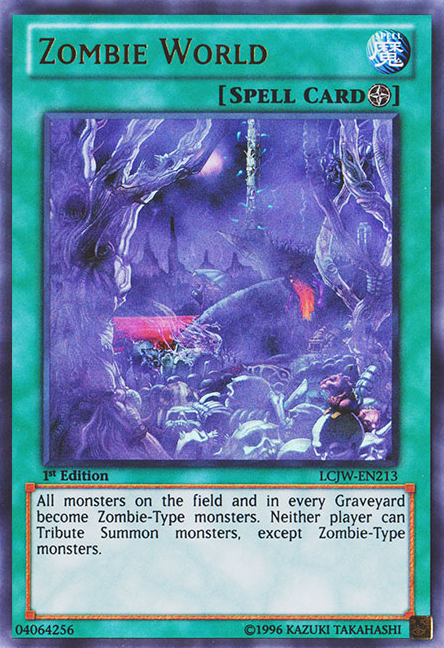 ZOMBIE WORLD
SPELL
魔
[SPELL CARD]
1st Edition
LCJW-EN213
All monsters on the field and in every Graveyard
become Zombie-Type monsters. Neither player can
Tribute Summon monsters, except Zombie-Type
monsters.
04064256
©1996 KAZUKI TAKAHASHI